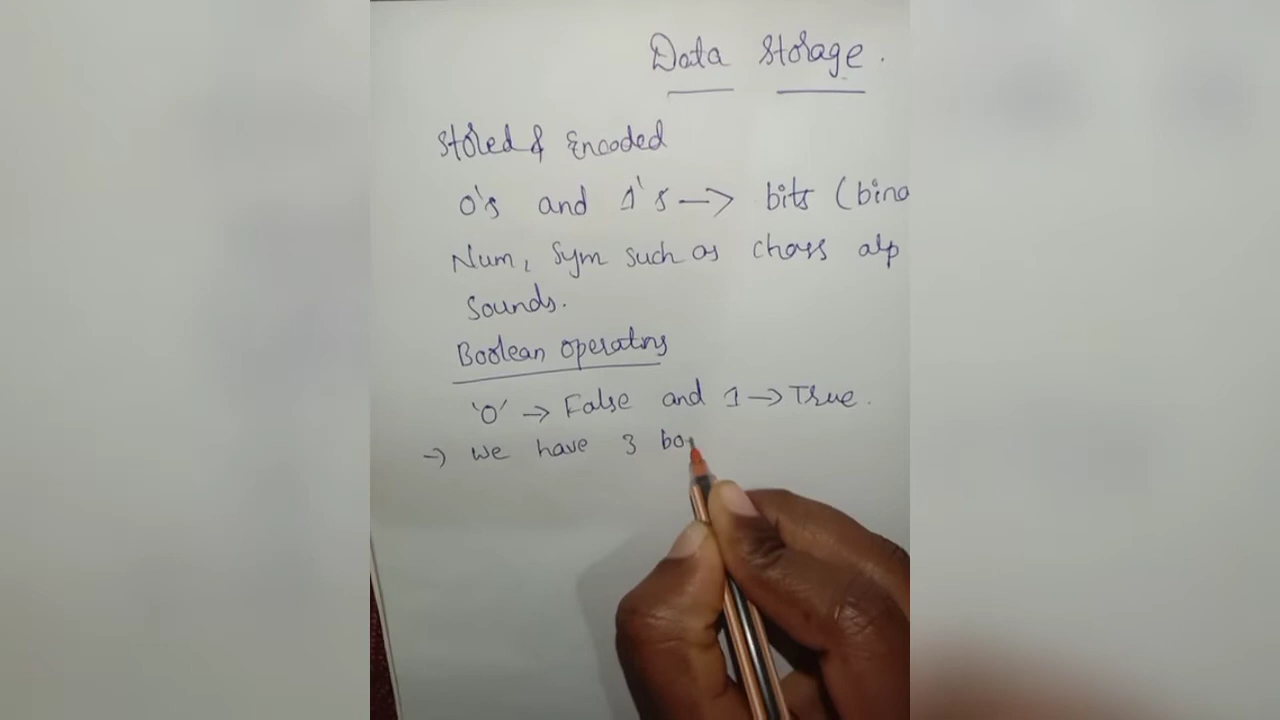 Data Storage.
Stored & Encoded
0's and 1's → bits (bina
Num, Sym such as chars alp
Sounds.
Boolean operators
'0' → False and 1 → True.
→ We have 3 bo